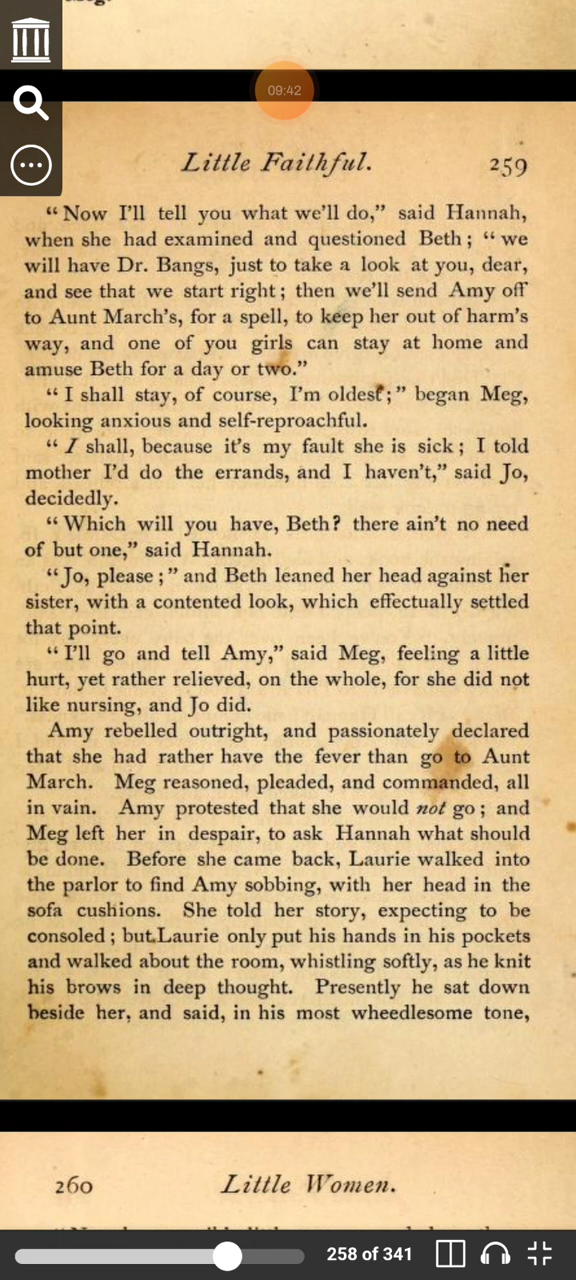 09:42
Little Faithful. 259
“Now I'll tell you what we'll do,” said Hannah,
when she had examined and questioned Beth; “we
will have Dr. Bangs, just to take a look at you, dear,
and see that we start right; then we'll send Amy off
to Aunt March's, for a spell, to keep her out of harm's
way, and one of you girls can stay at home and
amuse Beth for a day or two.”
“I shall stay, of course, I'm oldest;” began Meg,
looking anxious and self-reproachful.
“I shall, because it's my fault she is sick; I told
mother I'd do the errands, and I haven't,” said Jo,
decidedly.
“Which will you have, Beth? there ain't no need
of but one,” said Hannah.
“Jo, please;” and Beth leaned her head against her
sister, with a contented look, which effectually settled
that point.
“I'll go and tell Amy,” said Meg, feeling a little
hurt, yet rather relieved, on the whole, for she did not
like nursing, and Jo did.
Amy rebelled outright, and passionately declared
that she had rather have the fever than go to Aunt
March. Meg reasoned, pleaded, and commanded, all
in vain. Amy protested that she would not go; and
Meg left her in despair, to ask Hannah what should
be done. Before she came back, Laurie walked into
the parlor to find Amy sobbing, with her head in the
sofa cushions. She told her story, expecting to be
consoled; but Laurie only put his hands in his pockets
and walked about the room, whistling softly, as he knit
his brows in deep thought. Presently he sat down
beside her, and said, in his most wheedlesome tone,
260 Little Women.
258 of 341